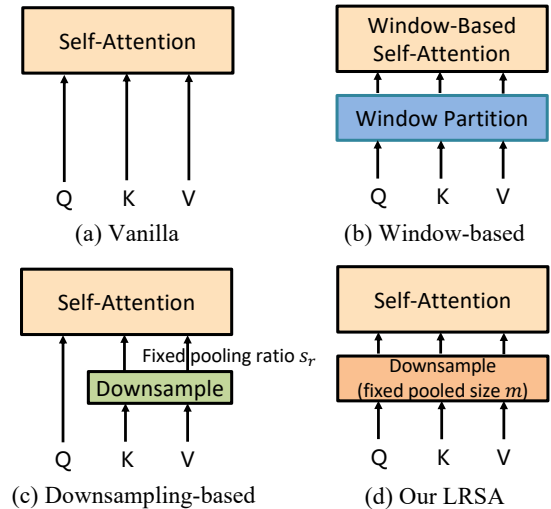 Self-Attention
Q K V
(a) Vanilla
Window-Based
Self-Attention
Window Partition
Q K V
(b) Window-based
Self-Attention
Fixed pooling ratio s_r
Downsample
Q K V
(c) Downsampling-based
Self-Attention
Downsample
(fixed pooled size m)
Q K V
(d) Our LRSA